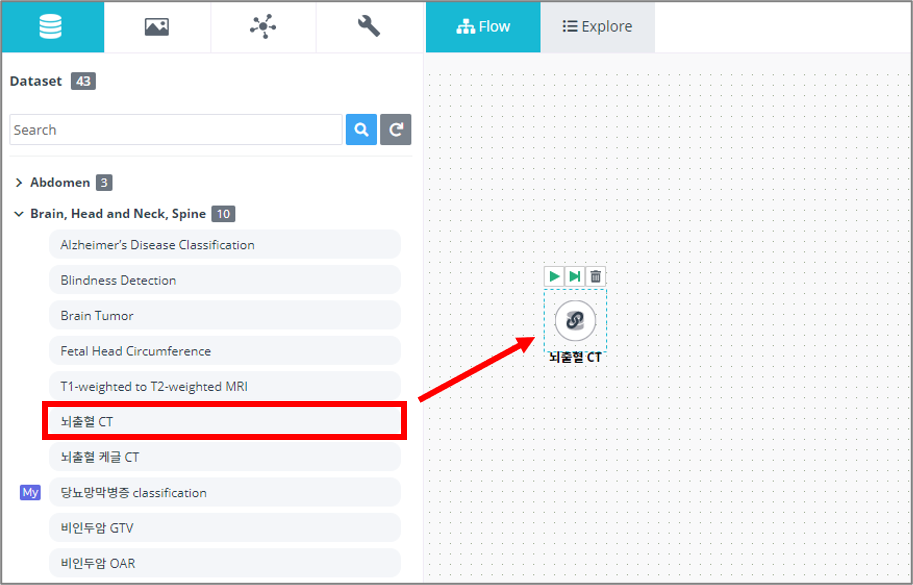 Flow
Explore
Dataset 43
Search
Abdomen 3
Brain, Head and Neck, Spine 10
Alzheimer's Disease Classification
Blindness Detection
Brain Tumor
Fetal Head Circumference
T1-weighted to T2-weighted MRI
뇌출혈 CT
뇌출혈 케글 CT
My 당뇨망막병증 classification
비인두암 GTV
비인두암 OAR
뇌출혈 CT